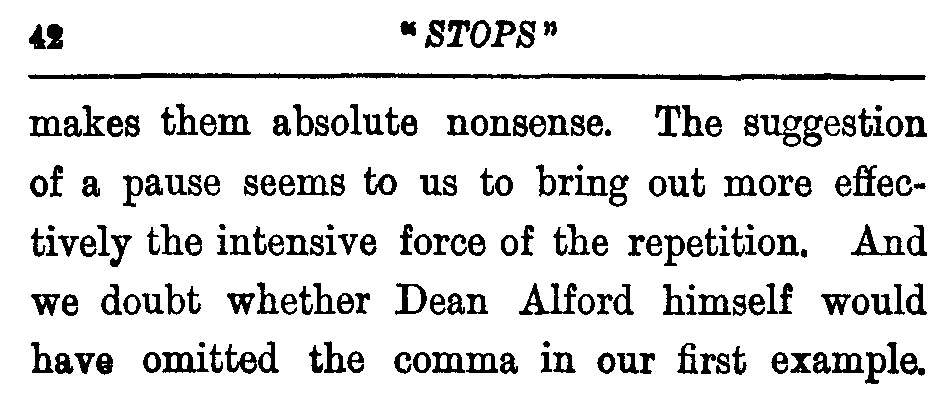 42 "STOPS"
makes them absolute nonsense. The suggestion
of a pause seems to us to bring out more effec-
tively the intensive force of the repetition. And
we doubt whether Dean Alford himself would
have omitted the comma in our first example.